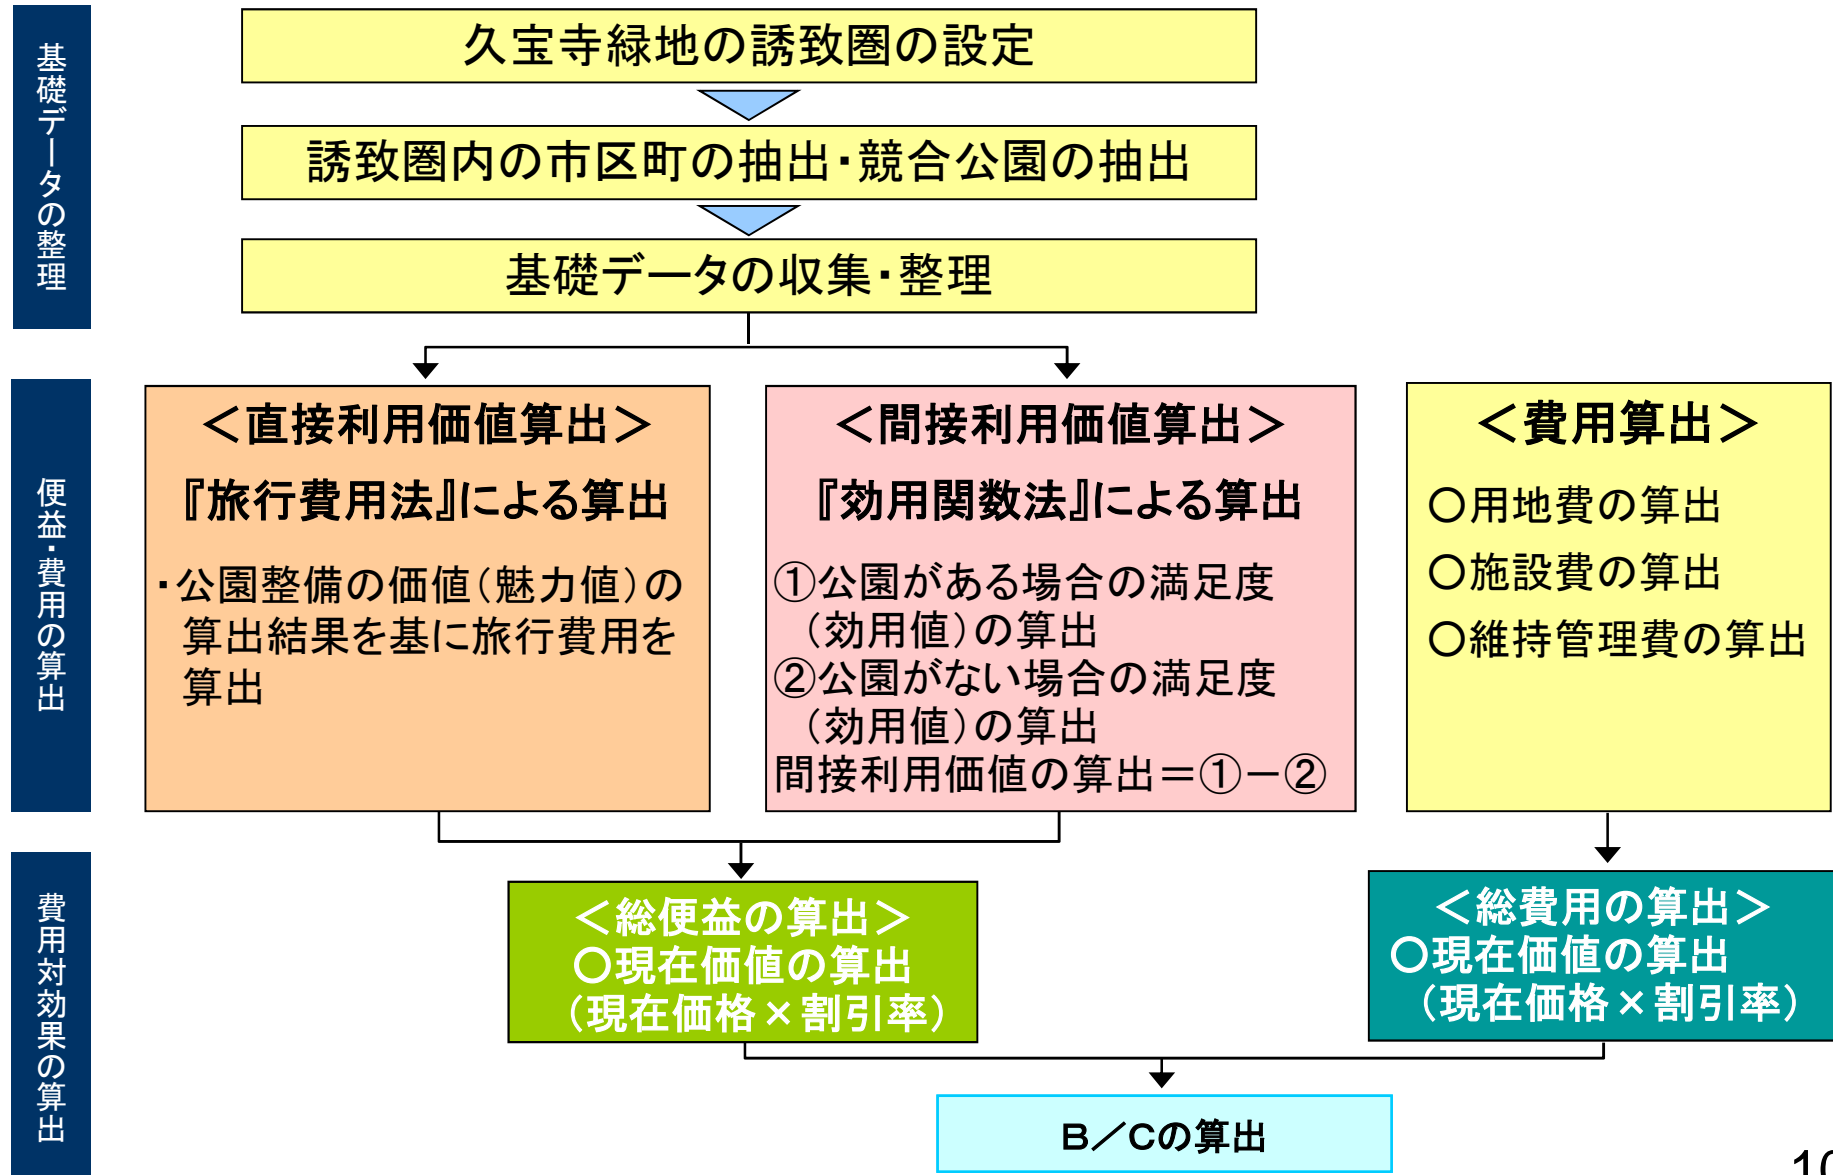 基礎データの整理
久宝寺緑地の誘致圏の設定
誘致圏内の市区町の抽出・競合公園の抽出
基礎データの収集・整理
便益・費用の算出
＜直接利用価値算出＞
『旅行費用法』による算出
・公園整備の価値（魅力値）の
算出結果を基に旅行費用を
算出
＜間接利用価値算出＞
『効用関数法』による算出
①公園がある場合の満足度
（効用値）の算出
②公園がない場合の満足度
（効用値）の算出
間接利用価値の算出＝①－②
＜費用算出＞
○用地費の算出
○施設費の算出
○維持管理費の算出
費用対効果の算出
＜総便益の算出＞
○現在価値の算出
（現在価格×割引率）
＜総費用の算出＞
○現在価値の算出
（現在価格×割引率）
Ｂ／Ｃの算出